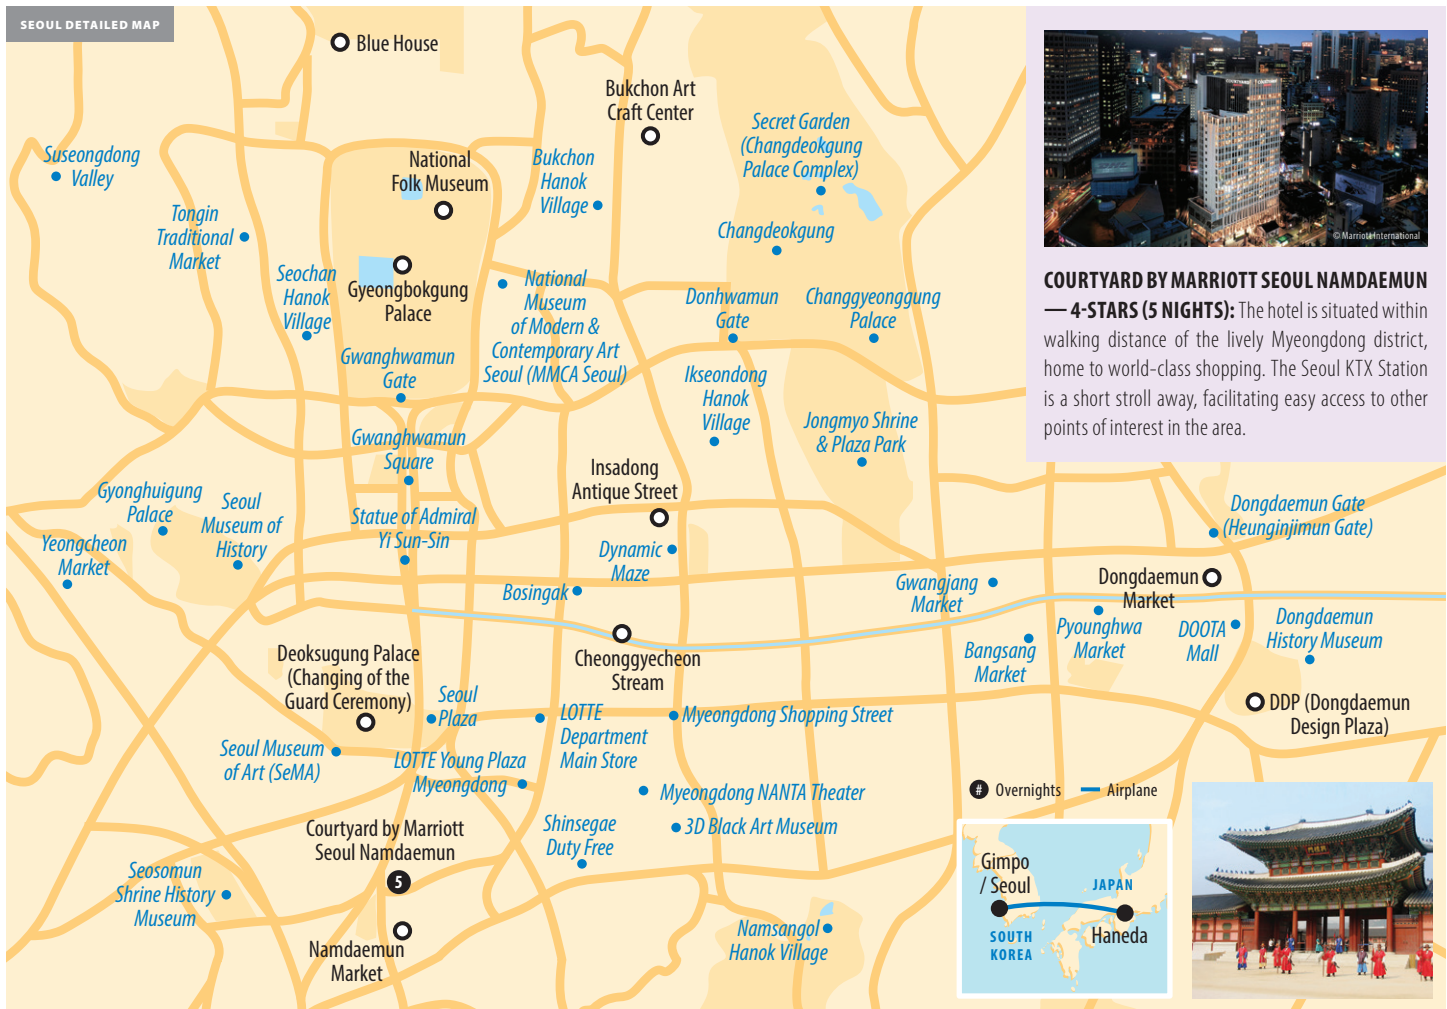 SEOUL DETAILED MAP
Blue House
Bukchon Art
Craft Center
Secret Garden
(Changdeokgung
Palace Complex)
Suseongdong
Valley
National
Folk Museum
Bukchon
Hanok
Village
Tongin
Traditional
Market
Changdeokgung
Seochan
Hanok
Village
Gyeongbokgung
Palace
National
Museum
of Modern &
Contemporary Art
Seoul (MMCA Seoul)
Donhwamun
Gate
Changgyeonggung
Palace
Gwanghwamun
Gate
Ikseondong
Hanok
Village
Jongmyo Shrine
& Plaza Park
Gwanghwamun
Square
Insadong
Antique Street
Gyonghuigung
Palace
Seoul
Museum of
History
Statue of Admiral
Yi Sun-Sin
Yeongcheon
Market
Dynamic
Maze
Bosingak
Dongdaemun Gate
(Heunginjimun Gate)
Gwangjang
Market
Dongdaemun
Market
Pyounghwa
Market
DOOTA
Mall
Dongdaemun
History Museum
Bangsang
Market
Cheonggyecheon
Stream
Deoksugung Palace
(Changing of the
Guard Ceremony)
Seoul
Plaza
LOTTE
Department
Main Store
Myeongdong Shopping Street
DDP (Dongdaemun
Design Plaza)
Seoul Museum
of Art (SeMA)
LOTTE Young Plaza
Myeongdong
Myeongdong NANTA Theater
3D Black Art Museum
Shinsegae
Duty Free
Courtyard by Marriott
Seoul Namdaemun
5
Seosomun
Shrine History
Museum
Namdaemun
Market
Namsangol
Hanok Village
© Marriott International
COURTYARD BY MARRIOTT SEOUL NAMDAEMUN
— 4-STARS (5 NIGHTS): The hotel is situated within
walking distance of the lively Myeongdong district,
home to world-class shopping. The Seoul KTX Station
is a short stroll away, facilitating easy access to other
points of interest in the area.
# Overnights
Airplane
Gimpo
/ Seoul
JAPAN
SOUTH
KOREA
Haneda